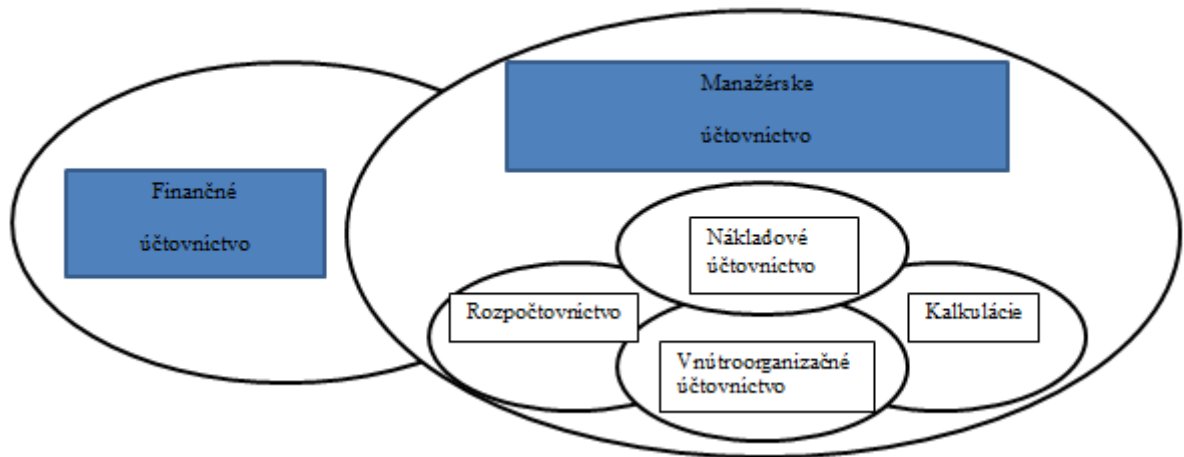 Manažérske
účtovníctvo
Finančné
účtovníctvo
Nákladové
účtovníctvo
Rozpočtovníctvo
Kalkulácie
Vnútroorganizačné
účtovníctvo